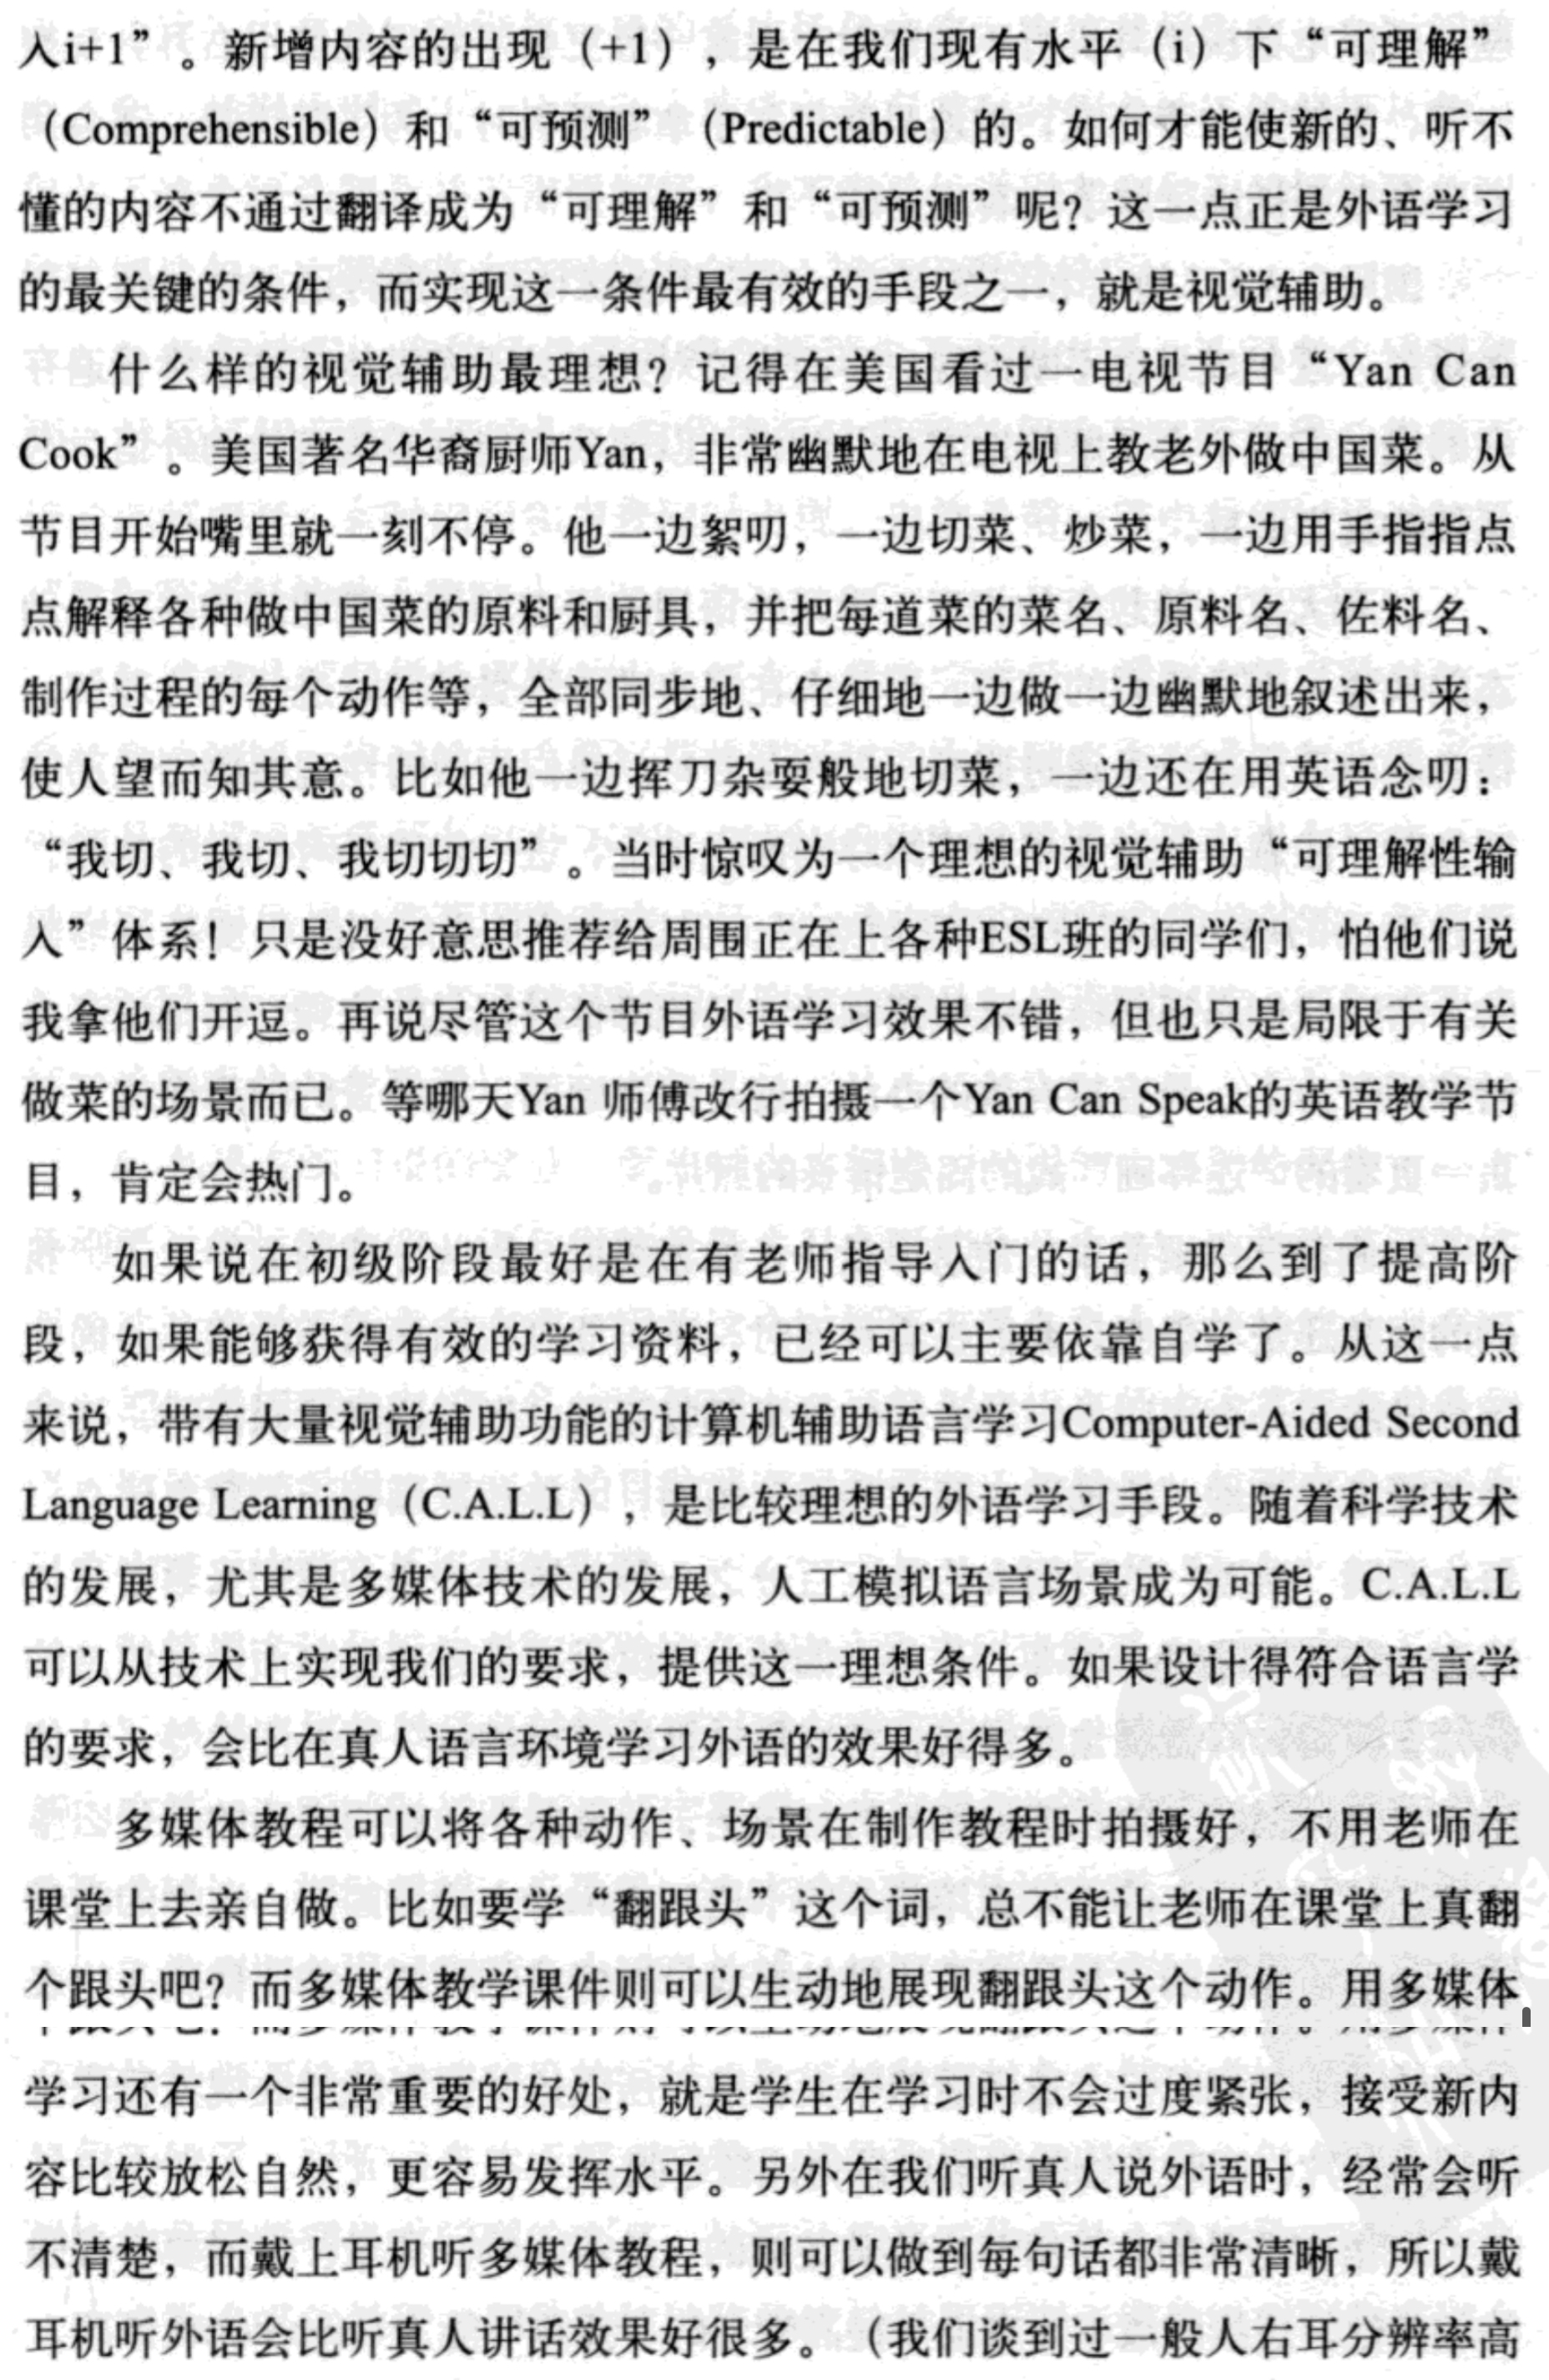 入i+1”。新增内容的出现（+1），是在我们现有水平（i）下“可理解”
（Comprehensible）和“可预测”（Predictable）的。如何才能使新的、听不
懂的内容不通过翻译成为“可理解”和“可预测”呢？这一点正是外语学习
的最关键的条件，而实现这一条件最有效的手段之一，就是视觉辅助。
什么样的视觉辅助最理想？记得在美国看过一电视节目“Yan Can
Cook”。美国著名华裔厨师Yan，非常幽默地在电视上教老外做中国菜。从
节目开始嘴里就一刻不停。他一边絮叨，一边切菜、炒菜，一边用手指指点
点解释各种做中国菜的原料和厨具，并把每道菜的菜名、原料名、佐料名、
制作过程的每个动作等，全部同步地、仔细地一边做一边幽默地叙述出来，
使人望而知其意。比如他一边挥刀杂耍般地切菜，一边还在用英语念叨：
“我切、我切、我切切切”。当时惊叹为一个理想的视觉辅助“可理解性输
入”体系！只是没好意思推荐给周围正在上各种ESL班的同学们，怕他们说
我拿他们开逗。再说尽管这个节目外语学习效果不错，但也只是局限于有关
做菜的场景而已。等哪天Yan 师傅改行拍摄一个Yan Can Speak的英语教学节
目，肯定会热门。
如果说在初级阶段最好是在有老师指导入门的话，那么到了提高阶
段，如果能够获得有效的学习资料，已经可以主要依靠自学了。从这一点
来说，带有大量视觉辅助功能的计算机辅助语言学习Computer-Aided Second
Language Learning（C.A.L.L），是比较理想的外语学习手段。随着科学技术
的发展，尤其是多媒体技术的发展，人工模拟语言场景成为可能。C.A.L.L
可以从技术上实现我们的要求，提供这一理想条件。如果设计得符合语言学
的要求，会比在真人语言环境学习外语的效果好得多。
多媒体教程可以将各种动作、场景在制作教程时拍摄好，不用老师在
课堂上去亲自做。比如要学“翻跟头”这个词，总不能让老师在课堂上真翻
个跟头吧？而多媒体教学课件则可以生动地展现翻跟头这个动作。用多媒体
学习还有一个非常重要的好处，就是学生在学习时不会过度紧张，接受新内
容比较放松自然，更容易发挥水平。另外在我们听真人说外语时，经常会听
不清楚，而戴上耳机听多媒体教程，则可以做到每句话都非常清晰，所以戴
耳机听外语会比听真人讲话效果好很多。（我们谈到过一般人右耳分辨率高